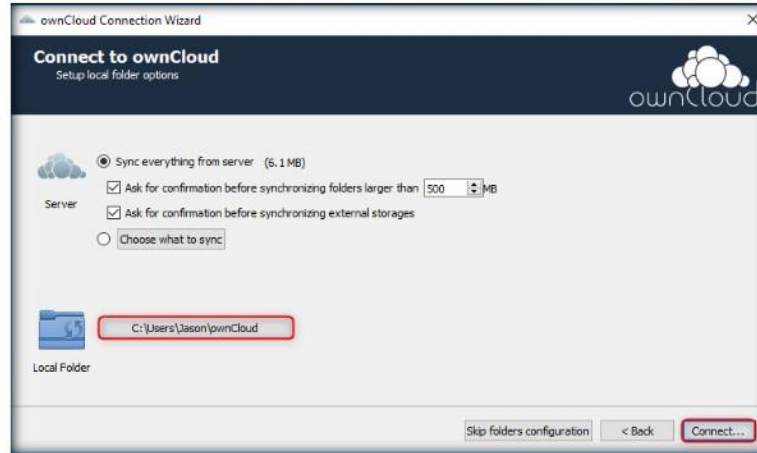 ownCloud Connection Wizard
Connect to ownCloud
Setup local folder options
ownCloud
Sync everything from server (6.1 MB)
Ask for confirmation before synchronizing folders larger than 500 MB
Server
Ask for confirmation before synchronizing external storages
Choose what to sync
C:\Users\Jason\ownCloud
Local Folder
Skip folders configuration < Back Connect...